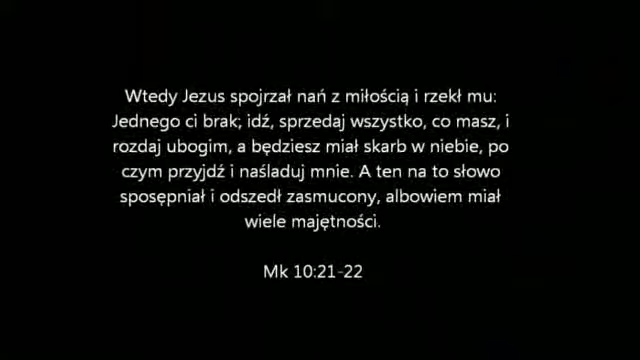 Wtedy Jezus spojrzał nań z miłością i rzekł mu:
Jednego ci brak; idź, sprzedaj wszystko, co masz, i
rozdaj ubogim, a będziesz miał skarb w niebie, po
czym przyjdź i naśladuj mnie. A ten na to słowo
sposępniał i odszedł zasmucony, albowiem miał
wiele majętności.
Mk 10:21-22